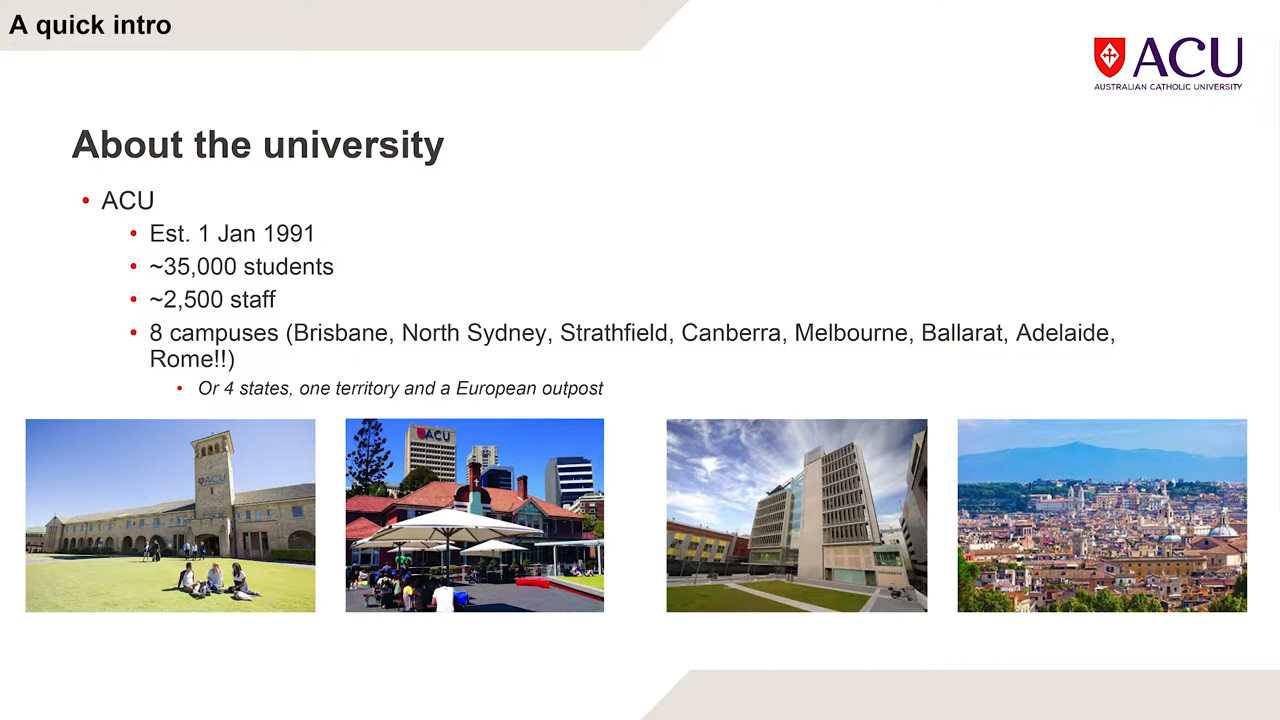 A quick intro
ACU
AUSTRALIAN CATHOLIC UNIVERSITY
About the university
• ACU
• Est. 1 Jan 1991
• ~35,000 students
• ~2,500 staff
• 8 campuses (Brisbane, North Sydney, Strathfield, Canberra, Melbourne, Ballarat, Adelaide,
Rome!!)
• Or 4 states, one territory and a European outpost
ACU
ACU